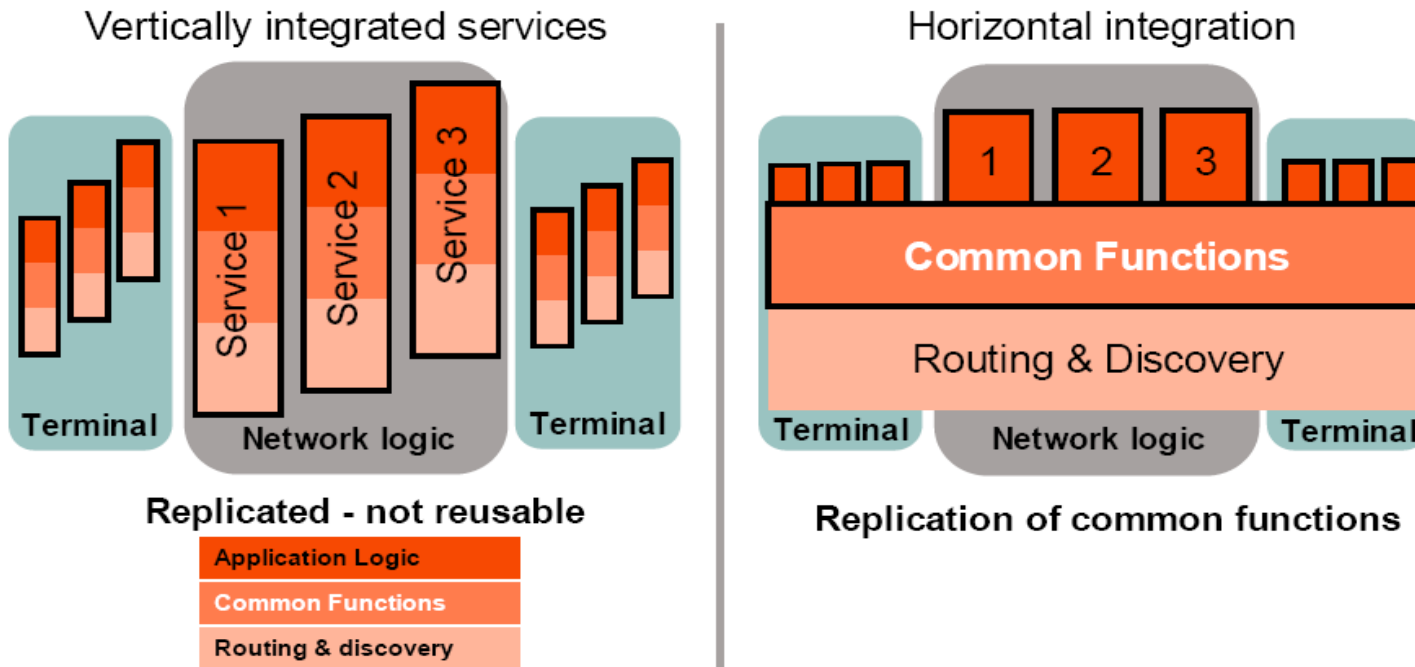 Vertically integrated services
Service 1
Service 2
Service 3
Terminal
Network logic
Terminal
Replicated - not reusable
Application Logic
Common Functions
Routing & discovery
Horizontal integration
1
2
3
Common Functions
Routing & Discovery
Terminal
Network logic
Terminal
Replication of common functions